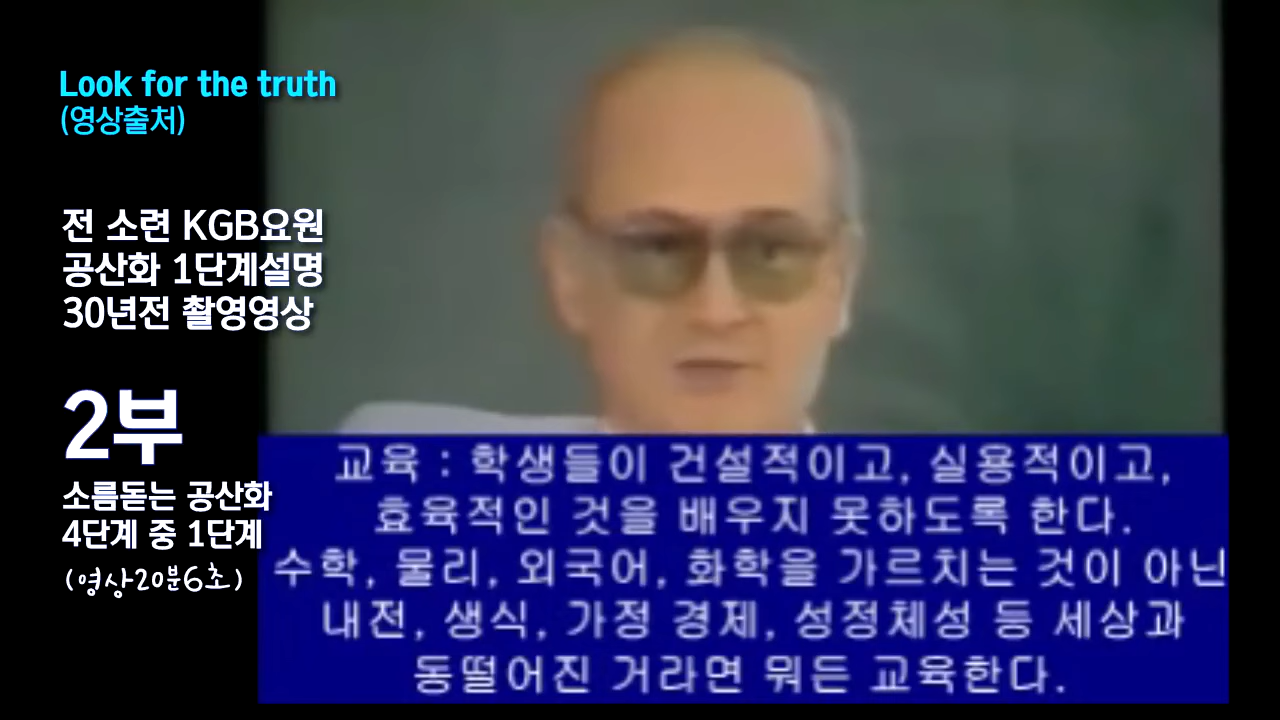 Look for the truth
(영상출처)
전 소련 KGB요원
공산화 1단계설명
30년전 촬영영상
2부
소름돋는 공산화
4단계 중 1단계
(영상20분6초)
교육 : 학생들이 건설적이고, 실용적이고,
효육적인 것을 배우지 못하도록 한다.
수학, 물리, 외국어, 화학을 가르치는 것이 아닌
내전, 생식, 가정 경제, 성정체성 등 세상과
동떨어진 거라면 뭐든 교육한다.